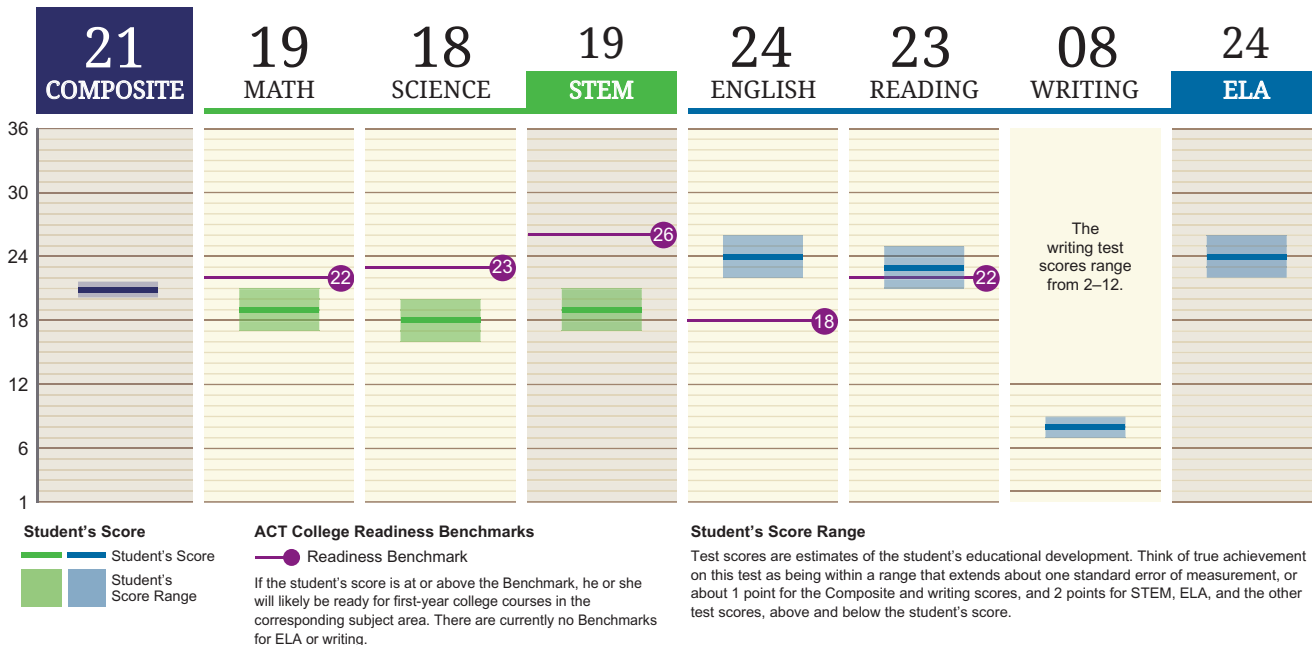 21 19 18 19 24 23 08 24
COMPOSITE MATH SCIENCE STEM ENGLISH READING WRITING ELA
36
30
24
18
12
6
1
22
23
26
18
22
The
writing test
scores range
from 2–12.
Student’s Score
Student’s Score
Student’s
Score Range
ACT College Readiness Benchmarks
Readiness Benchmark
If the student’s score is at or above the Benchmark, he or she
will likely be ready for first-year college courses in the
corresponding subject area. There are currently no Benchmarks
for ELA or writing.
Student’s Score Range
Test scores are estimates of the student’s educational development. Think of true achievement
on this test as being within a range that extends about one standard error of measurement, or
about 1 point for the Composite and writing scores, and 2 points for STEM, ELA, and the other
test scores, above and below the student’s score.